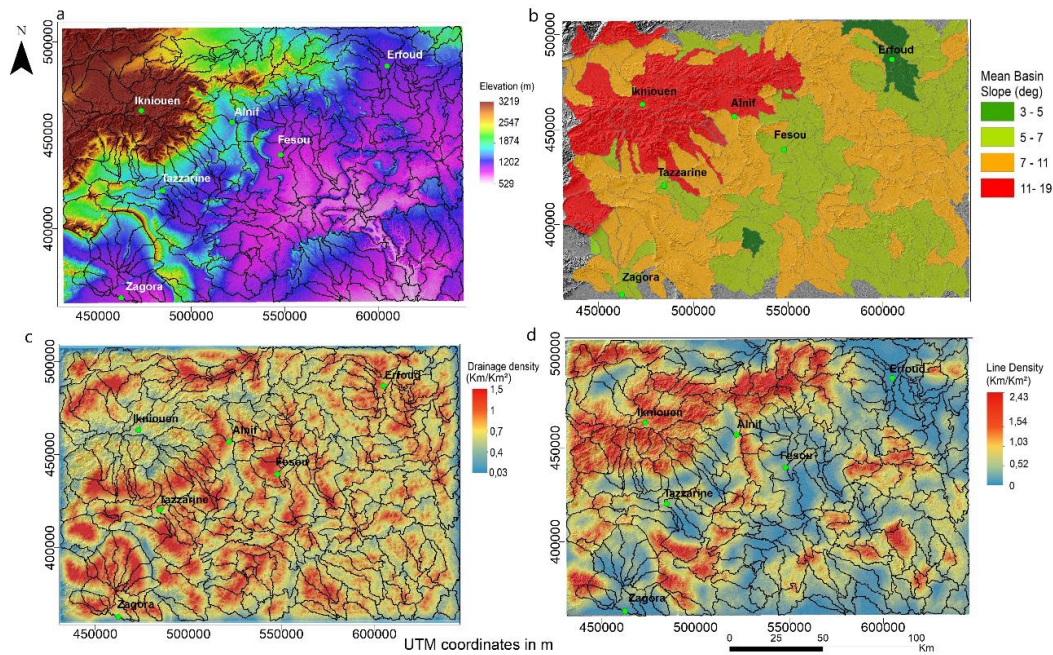 a
N
500000
450000
400000
Ikniouen
Alnif
Erfoud
Fesou
Tazzarine
Zagora
450000 500000 550000 600000
Elevation (m)
3219
2547
1874
1202
529
b
500000
450000
400000
Ikniouen
Alnif
Erfoud
Fesou
Tazzarine
Zagora
450000 500000 550000 600000
Mean Basin
Slope (deg)
3 - 5
5 - 7
7 - 11
11 - 19
c
500000
450000
400000
Ikniouen
Alnif
Erfoud
Fesou
Tazzarine
Zagora
450000 500000 550000 600000
Drainage density
(Km/Km²)
1,5
1
0,7
0,4
0,03
d
500000
450000
400000
Ikniouen
Alnif
Erfoud
Fesou
Tazzarine
Zagora
450000 500000 550000 600000
Line Density
(Km/Km²)
2,43
1,54
1,03
0,52
0
UTM coordinates in m
0 25 50 100
Km